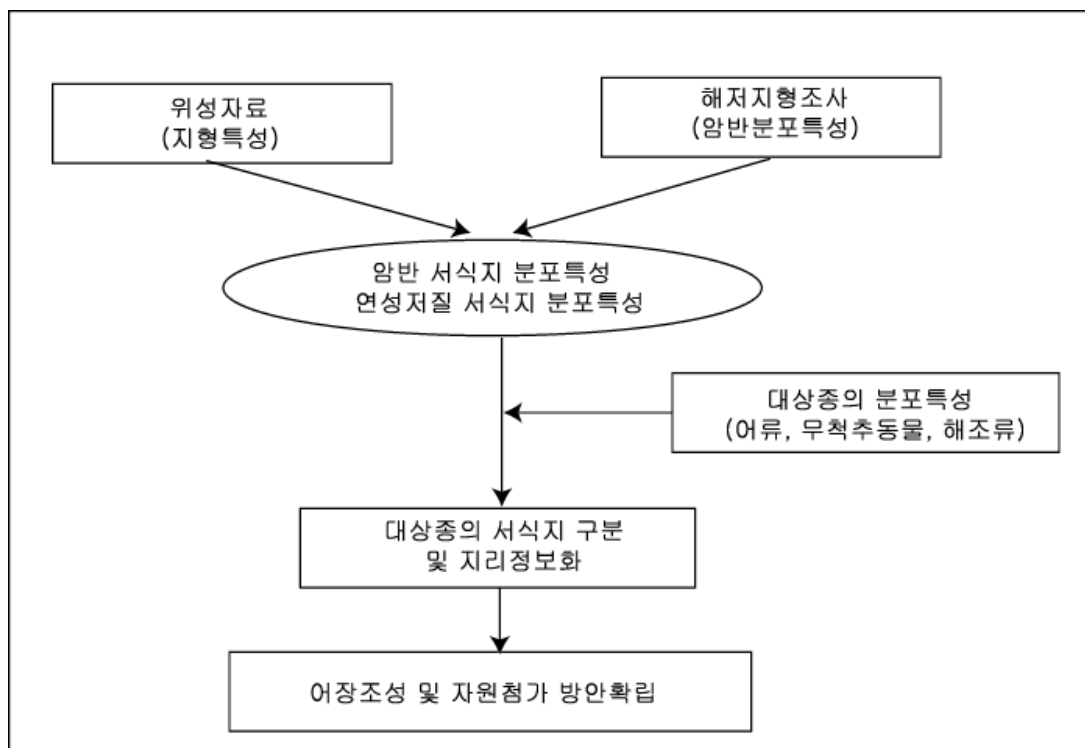 위성자료
(지형특성)
해저지형조사
(암반분포특성)
암반 서식지 분포특성
연성저질 서식지 분포특성
대상종의 분포특성
(어류, 무척추동물, 해조류)
대상종의 서식지 구분
및 지리정보화
어장조성 및 자원첨가 방안확립